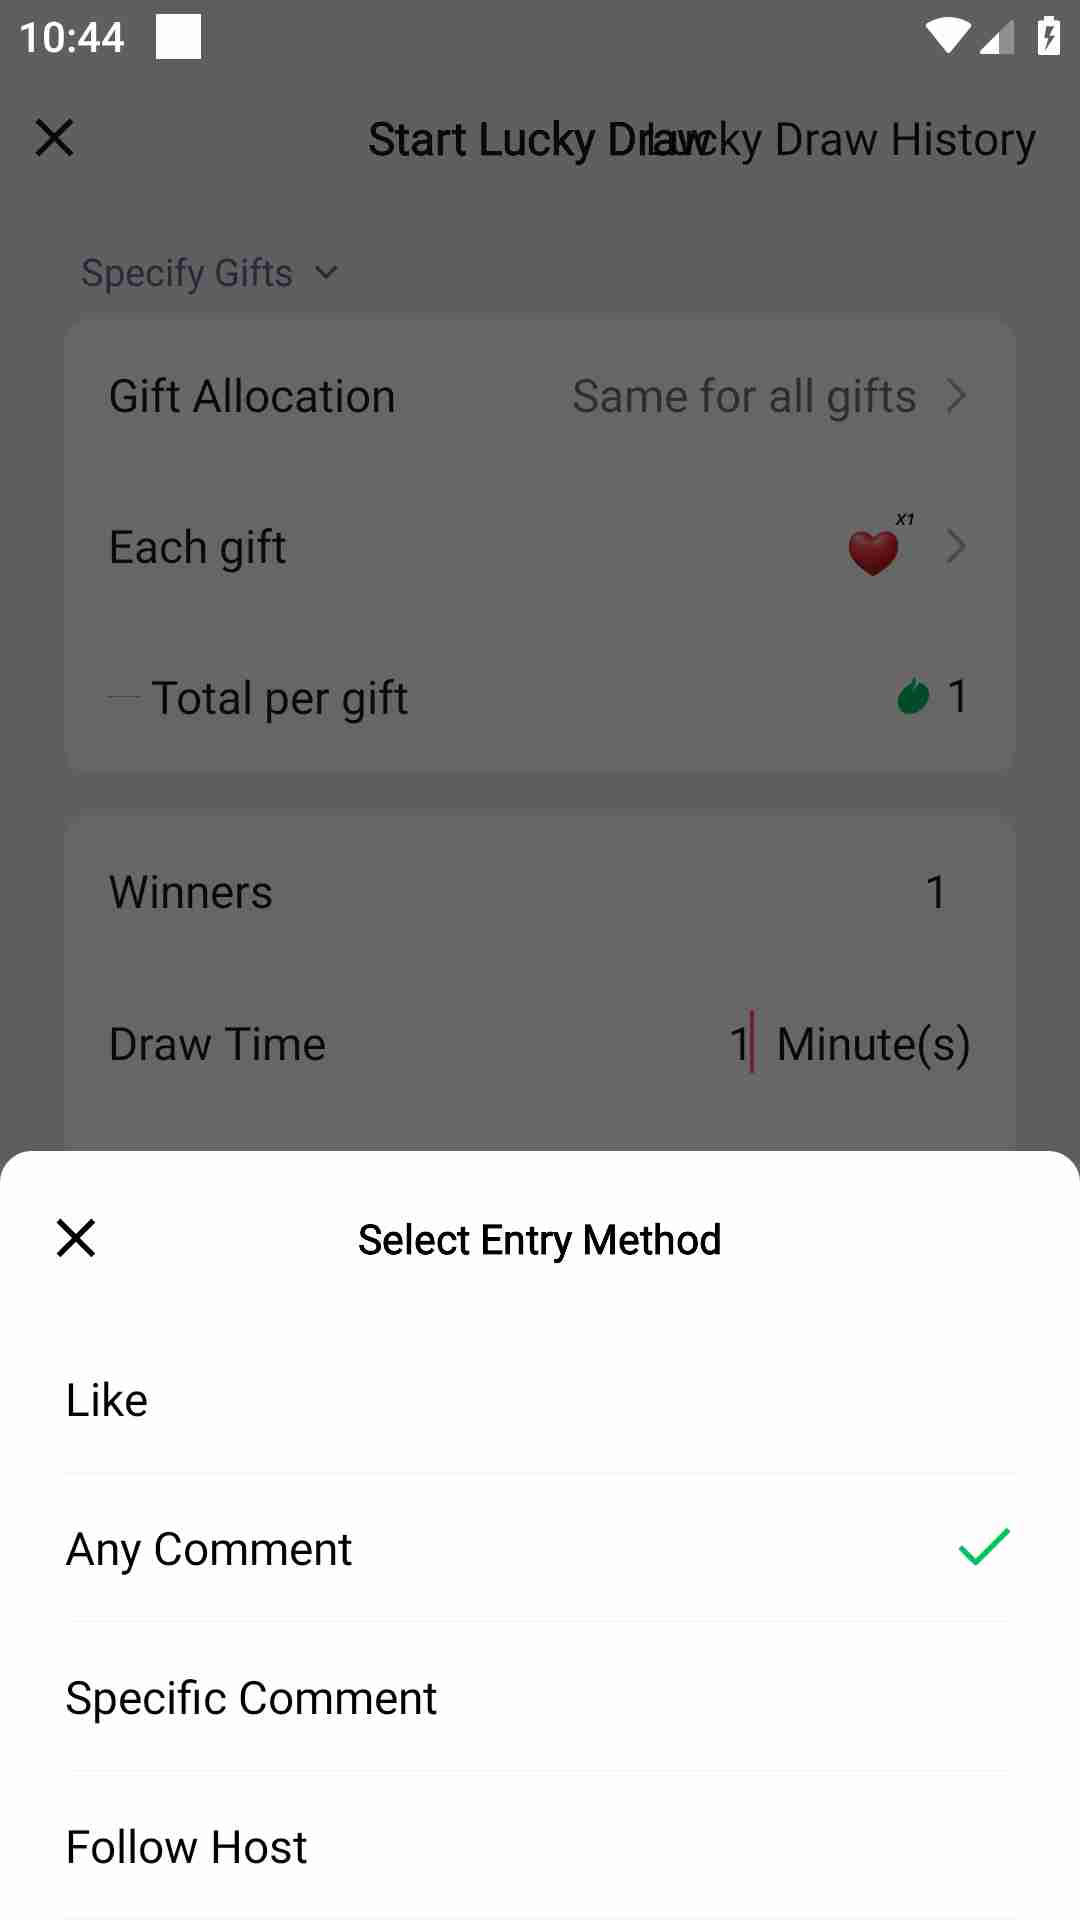 10:44
Start Lucky Draw
Lucky Draw History
Specify Gifts
Gift Allocation Same for all gifts
Each gift X1
Total per gift 1
Winners 1
Draw Time 1 Minute(s)
Select Entry Method
Like
Any Comment
Specific Comment
Follow Host